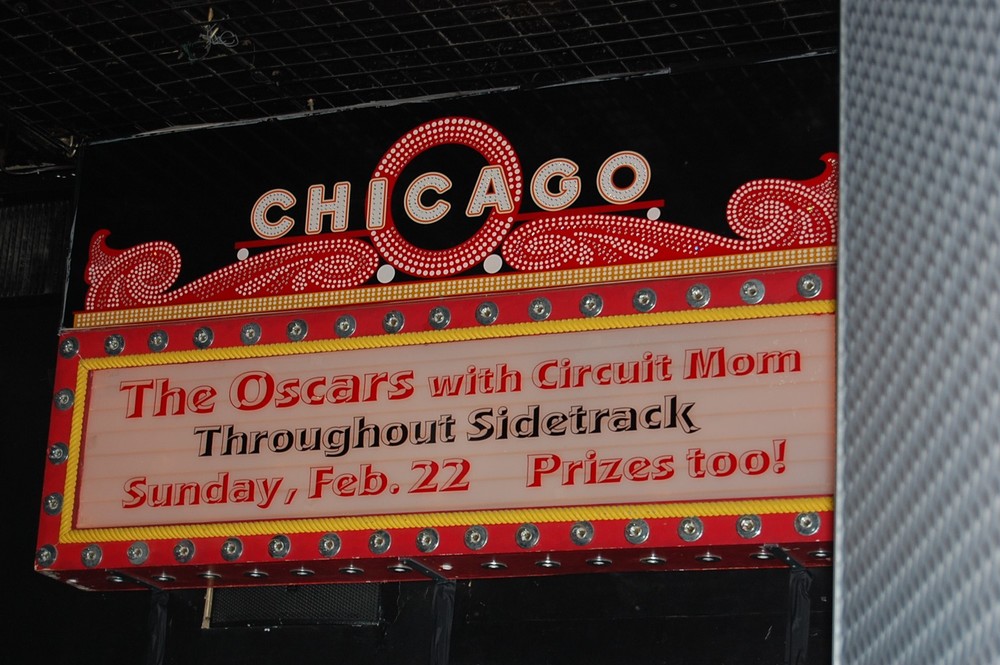 CHICAGO
The Oscars with Circuit Mom
Throughout Sidetrack
Sunday, Feb. 22 Prizes too!